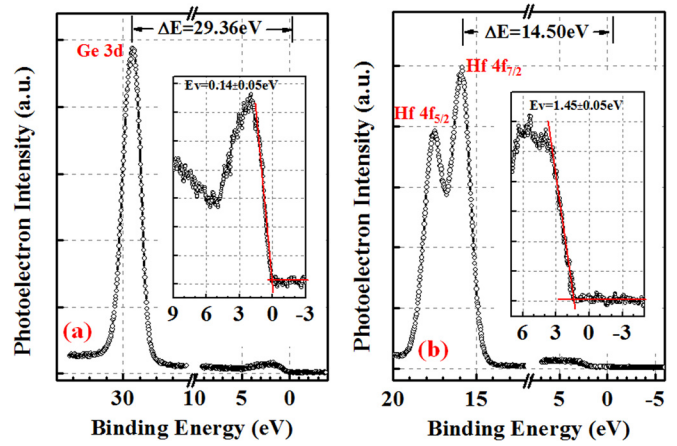 ΔE=29.36eV
Ge 3d
Ev=0.14±0.05eV
9 6 3 0 -3
(a)
30 10 5 0
Binding Energy (eV)
Photoelectron Intensity (a.u.)
ΔE=14.50eV
Hf 4f7/2
Hf 4f5/2
Ev=1.45±0.05eV
6 3 0 -3
(b)
20 15 5 0 -5
Binding Energy (eV)
Photoelectron Intensity (a.u.)